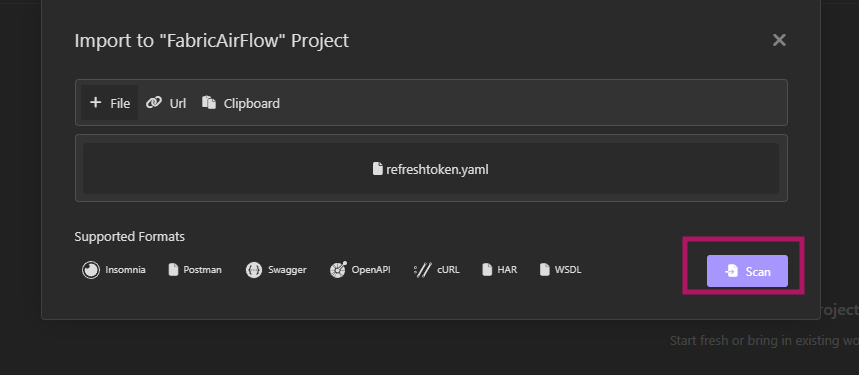 Import to "FabricAirFlow" Project
File
Url
Clipboard
refreshtoken.yaml
Supported Formats
Insomnia
Postman
Swagger
OpenAPI
cURL
HAR
WSDL
Scan
roject
Start fresh or bring in existing wo